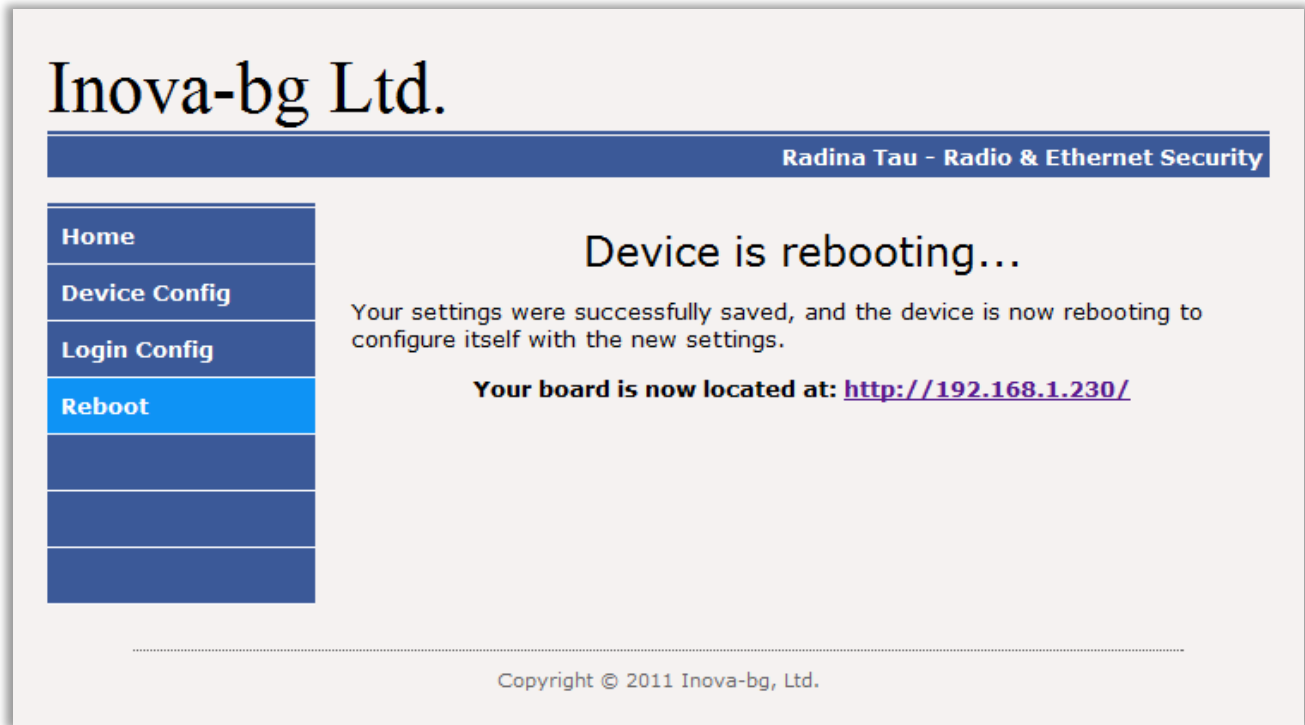 Inova-bg Ltd.
Radina Tau - Radio & Ethernet Security
Home
Device Config
Login Config
Reboot
Device is rebooting...
Your settings were successfully saved, and the device is now rebooting to
configure itself with the new settings.
Your board is now located at: http://192.168.1.230/
Copyright © 2011 Inova-bg, Ltd.